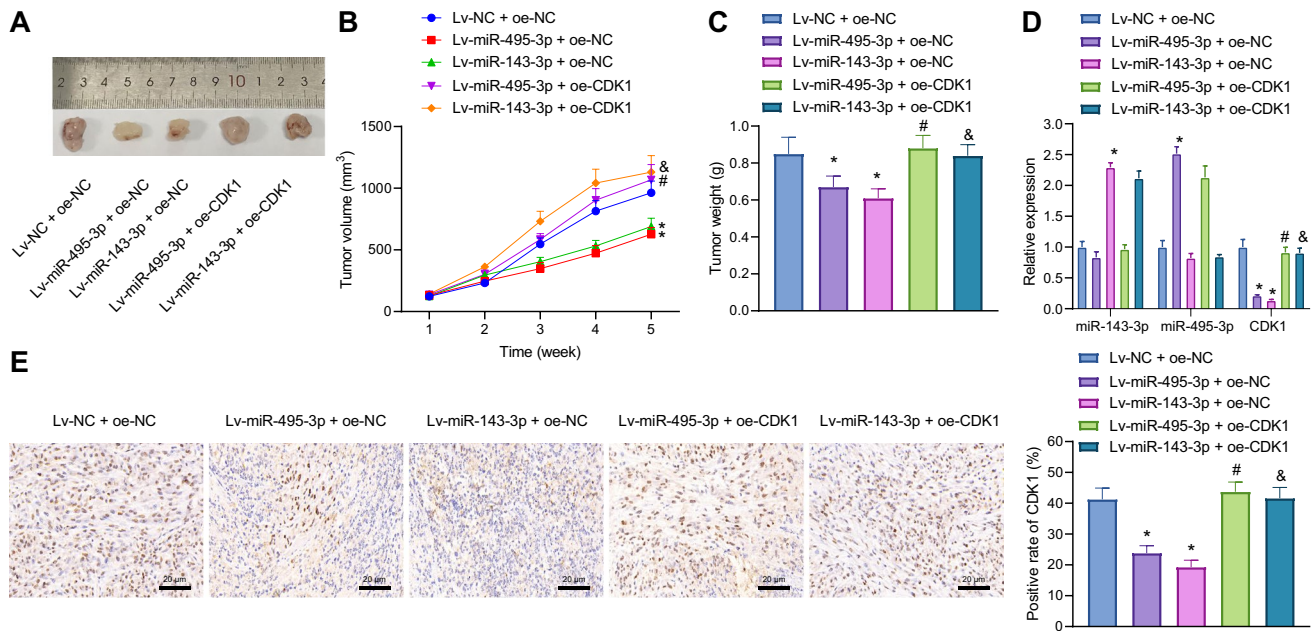 A
2 3 4 5 6 7 8 9 10 1 2 3
Lv-NC + oe-NC
Lv-miR-495-3p + oe-NC
Lv-miR-143-3p + oe-NC
Lv-miR-495-3p + oe-CDK1
Lv-miR-143-3p + oe-CDK1
B
Lv-NC + oe-NC
Lv-miR-495-3p + oe-NC
Lv-miR-143-3p + oe-NC
Lv-miR-495-3p + oe-CDK1
Lv-miR-143-3p + oe-CDK1
Tumor volume (mm³)
1500
1000
500
0
&
#
*
*
1 2 3 4 5
Time (week)
C
Lv-NC + oe-NC
Lv-miR-495-3p + oe-NC
Lv-miR-143-3p + oe-NC
Lv-miR-495-3p + oe-CDK1
Lv-miR-143-3p + oe-CDK1
Tumor weight (g)
1.0
0.8
0.6
0.4
0.2
0.0
* * # &
D
Lv-NC + oe-NC
Lv-miR-495-3p + oe-NC
Lv-miR-143-3p + oe-NC
Lv-miR-495-3p + oe-CDK1
Lv-miR-143-3p + oe-CDK1
Relative expression
3.0
2.5
2.0
1.5
1.0
0.5
0.0
* * * * # &
miR-143-3p miR-495-3p CDK1
E
Lv-NC + oe-NC
Lv-miR-495-3p + oe-NC
Lv-miR-143-3p + oe-NC
Lv-miR-495-3p + oe-CDK1
Lv-miR-143-3p + oe-CDK1
20 μm
20 μm
20 μm
20 μm
20 μm
Lv-NC + oe-NC
Lv-miR-495-3p + oe-NC
Lv-miR-143-3p + oe-NC
Lv-miR-495-3p + oe-CDK1
Lv-miR-143-3p + oe-CDK1
Positive rate of CDK1 (%)
60
50
40
30
20
10
0
* * # &